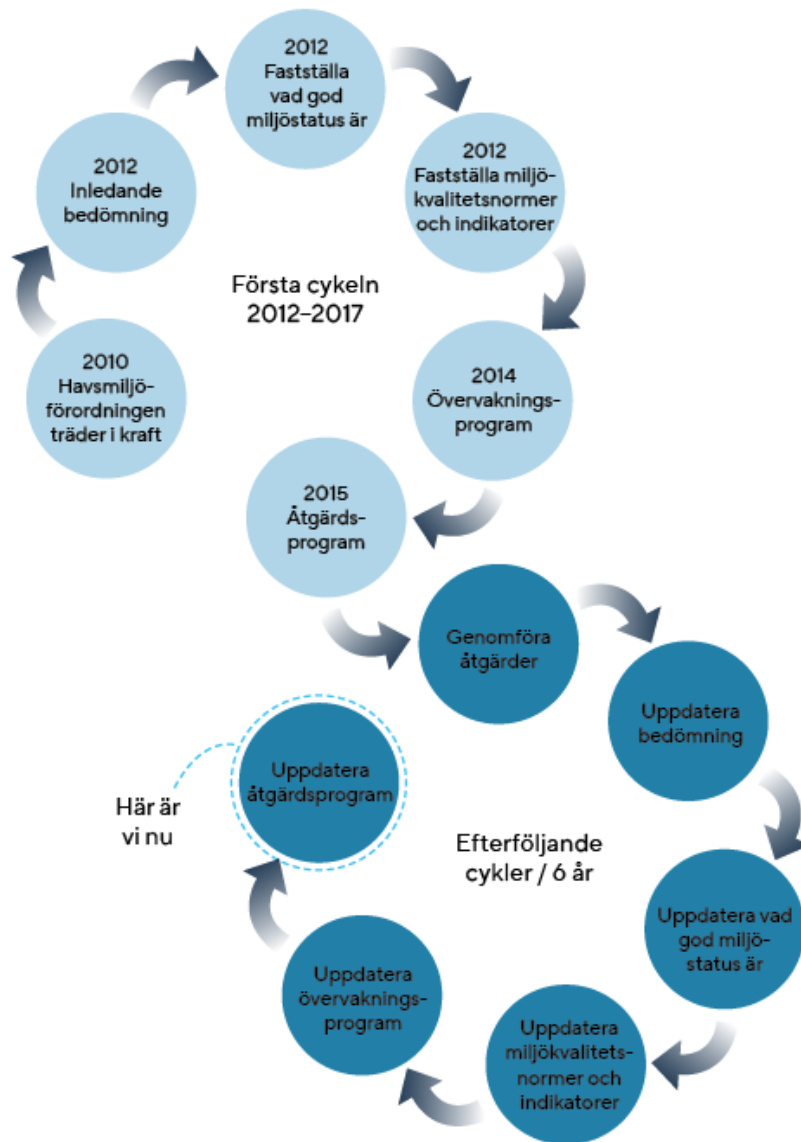 2010
Havsmiljö-
förordningen
träder i kraft
2012
Inledande
bedömning
2012
Fastställa
vad god
miljöstatus är
2012
Fastställa miljö-
kvalitetsnormer
och indikatorer
Första cykeln
2012–2017
2014
Övervaknings-
program
2015
Åtgärds-
program
Genomföra
åtgärder
Uppdatera
bedömning
Uppdatera vad
god miljö-
status är
Uppdatera
miljökvalitets-
normer och
indikatorer
Uppdatera
övervaknings-
program
Uppdatera
åtgärdsprogram
Här är
vi nu
Efterföljande
cykler / 6 år